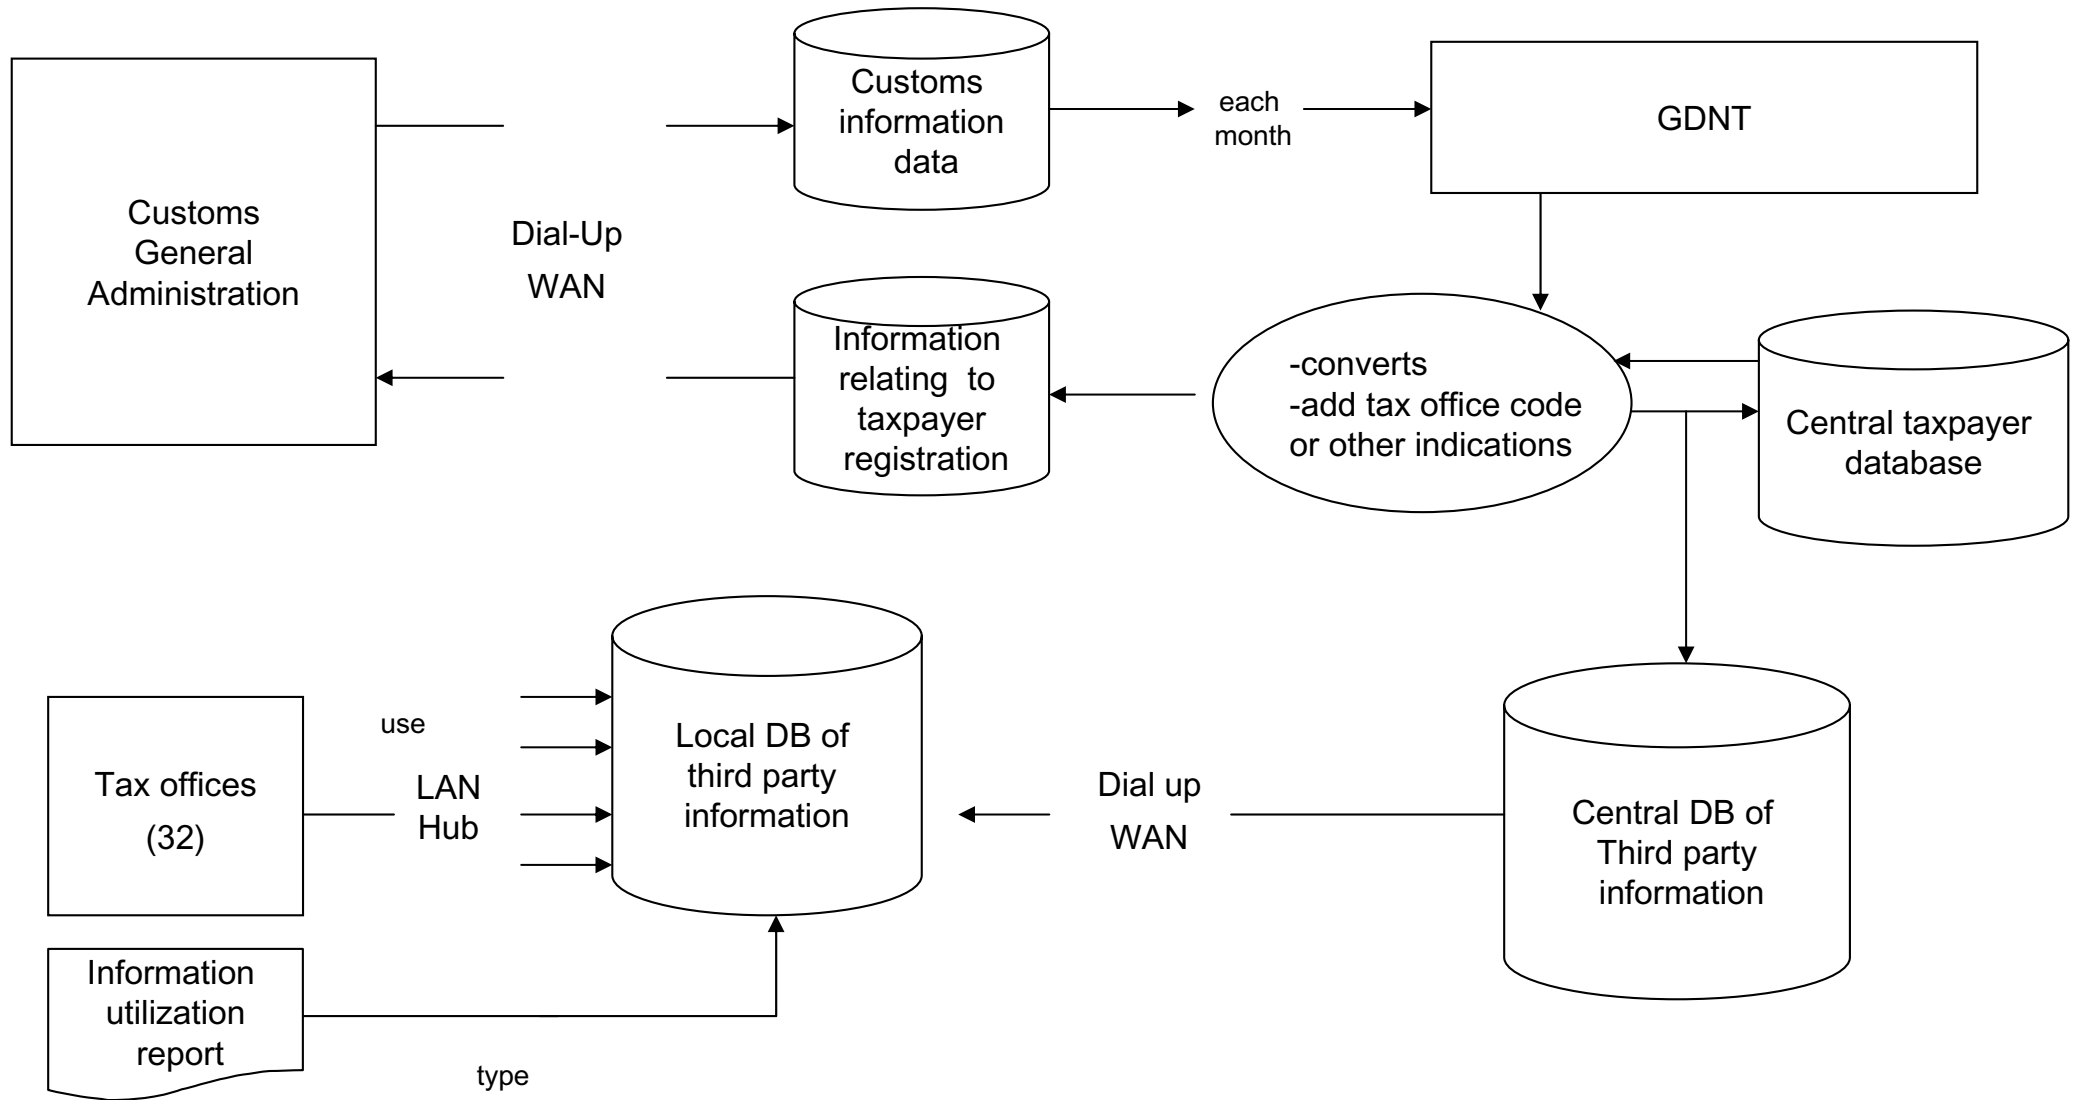 Customs
General
Administration
Dial-Up
WAN
Customs
information
data
each
month
GDNT
Information
relating to
taxpayer
registration
-converts
-add tax office code
or other indications
Central taxpayer
database
Tax offices
(32)
use
LAN
Hub
Local DB of
third party
information
Dial up
WAN
Central DB of
Third party
information
Information
utilization
report
type